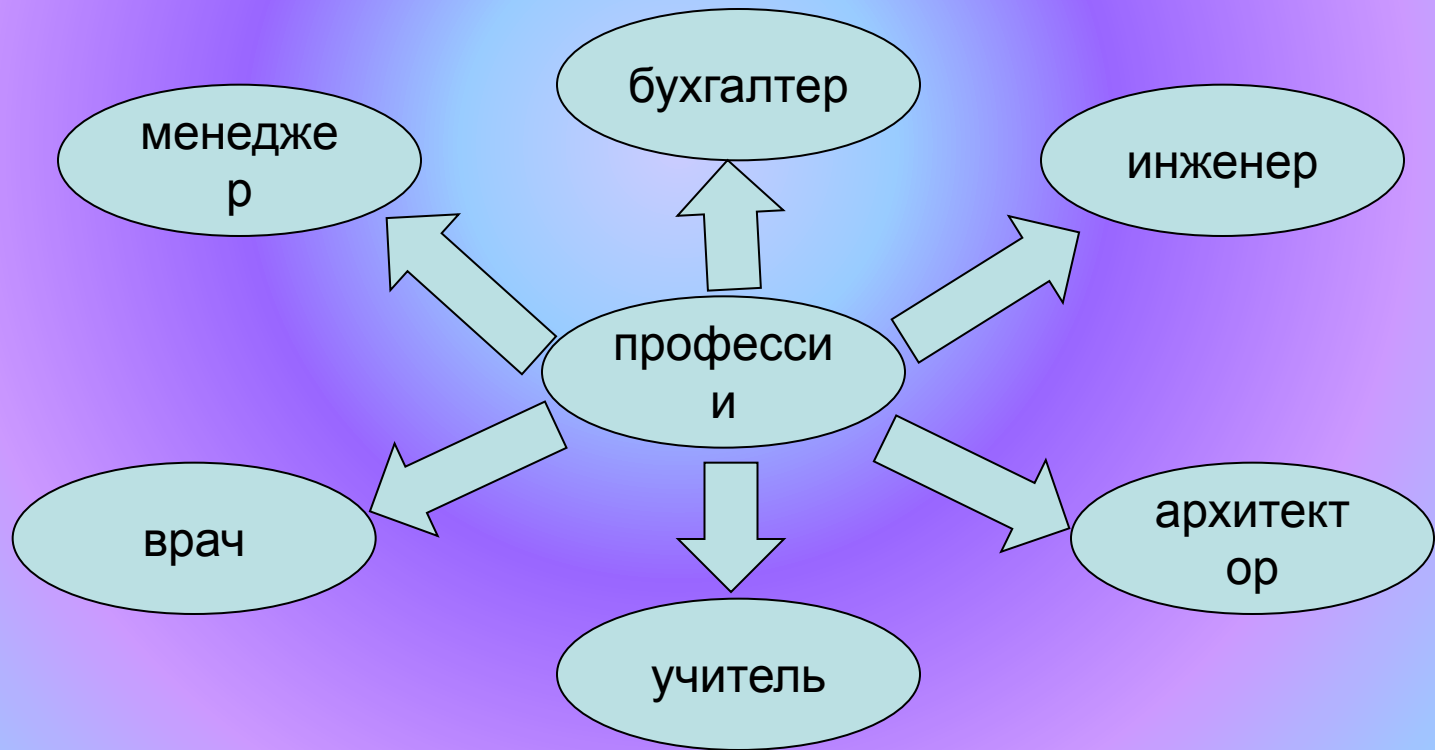 бухгалтер
менедже
р
инженер
професси
и
врач
архитект
ор
учитель